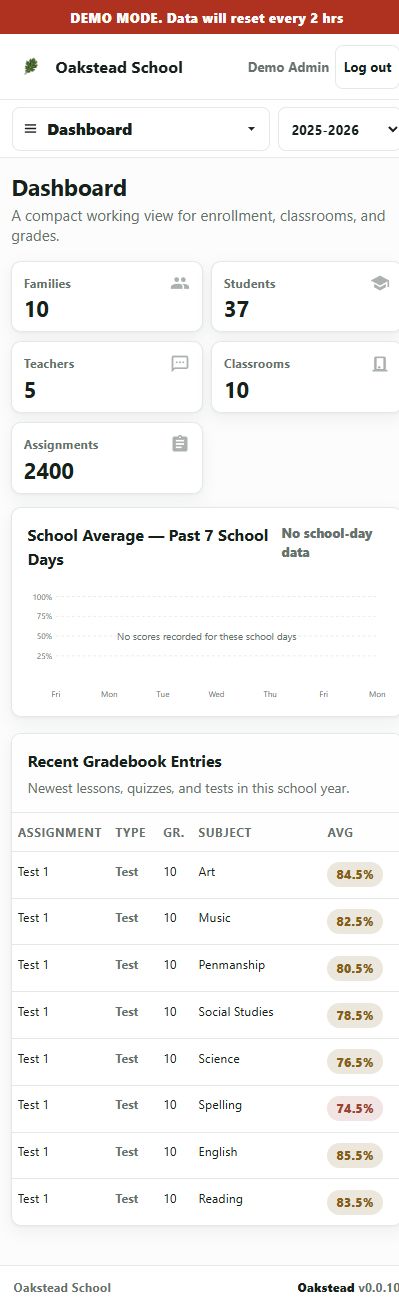 DEMO MODE. Data will reset every 2 hrs
Oakstead School
Demo Admin
Log out
Dashboard
2025-2026
Dashboard
A compact working view for enrollment, classrooms, and
grades.
Families
10
Students
37
Teachers
5
Classrooms
10
Assignments
2400
School Average — Past 7 School
Days
No school-day
data
100%
75%
50%
25%
No scores recorded for these school days
Fri Mon Tue Wed Thu Fri Mon
Recent Gradebook Entries
Newest lessons, quizzes, and tests in this school year.
ASSIGNMENT TYPE GR. SUBJECT AVG
Test 1 Test 10 Art 84.5%
Test 1 Test 10 Music 82.5%
Test 1 Test 10 Penmanship 80.5%
Test 1 Test 10 Social Studies 78.5%
Test 1 Test 10 Science 76.5%
Test 1 Test 10 Spelling 74.5%
Test 1 Test 10 English 85.5%
Test 1 Test 10 Reading 83.5%
Oakstead School
Oakstead v0.0.10